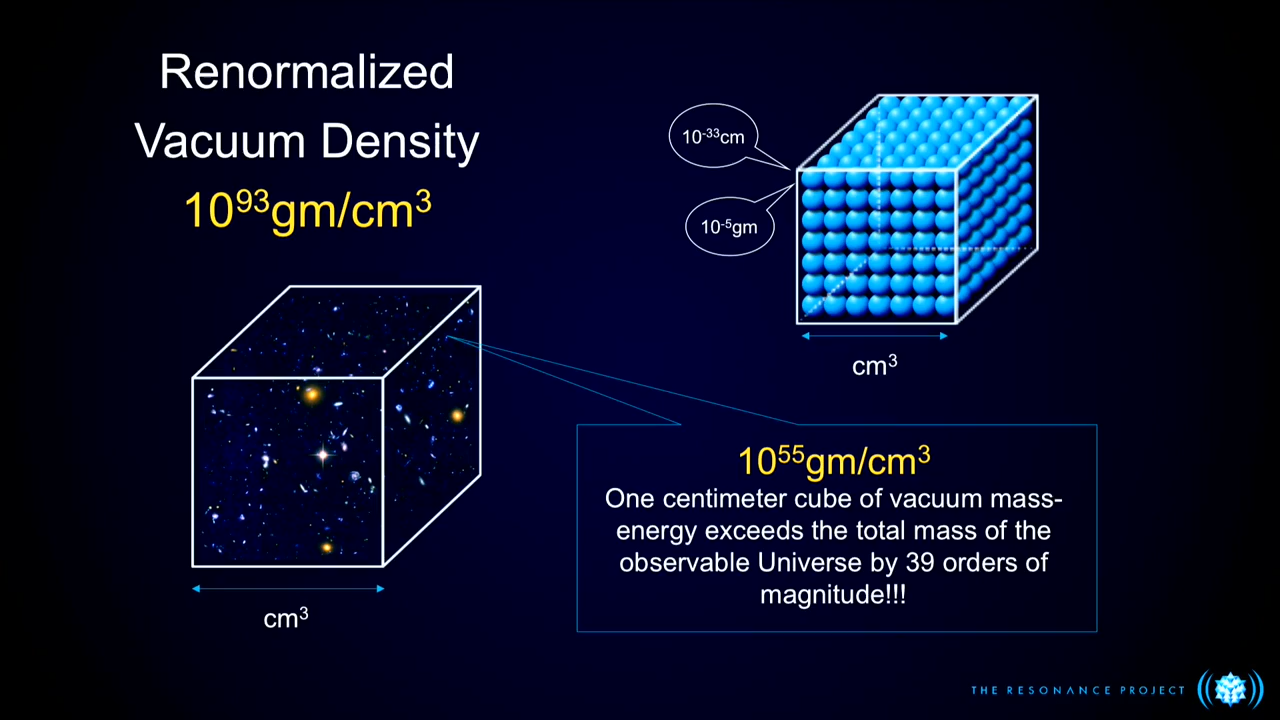 Renormalized
Vacuum Density
10⁹³gm/cm³
10⁻³³cm
10⁻⁵gm
cm³
cm³
10⁵⁵gm/cm³
One centimeter cube of vacuum mass-
energy exceeds the total mass of the
observable Universe by 39 orders of
magnitude!!!
THE RESONANCE PROJECT